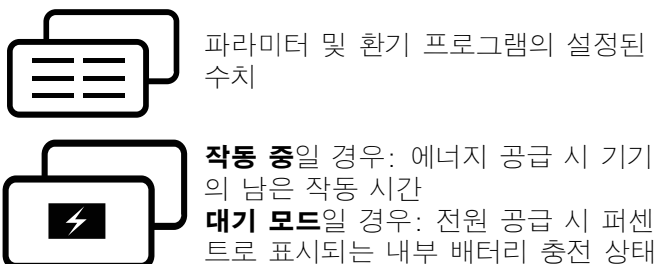 파라미터 및 환기 프로그램의 설정된
수치
작동 중일 경우: 에너지 공급 시 기기
의 남은 작동 시간
대기 모드일 경우: 전원 공급 시 퍼센
트로 표시되는 내부 배터리 충전 상태